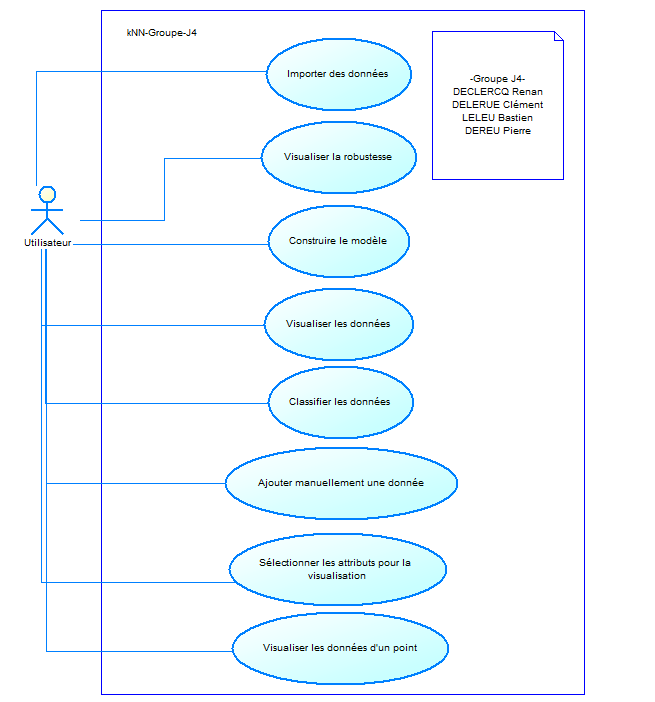 kNN-Groupe-J4
-Groupe J4-
DECLERCQ Renan
DELERUE Clément
LELEU Bastien
DEREU Pierre
Importer des données
Visualiser la robustesse
Utilisateur
Construire le modèle
Visualiser les données
Classifier les données
Ajouter manuellement une donnée
Sélectionner les attributs pour la
visualisation
Visualiser les données d'un point